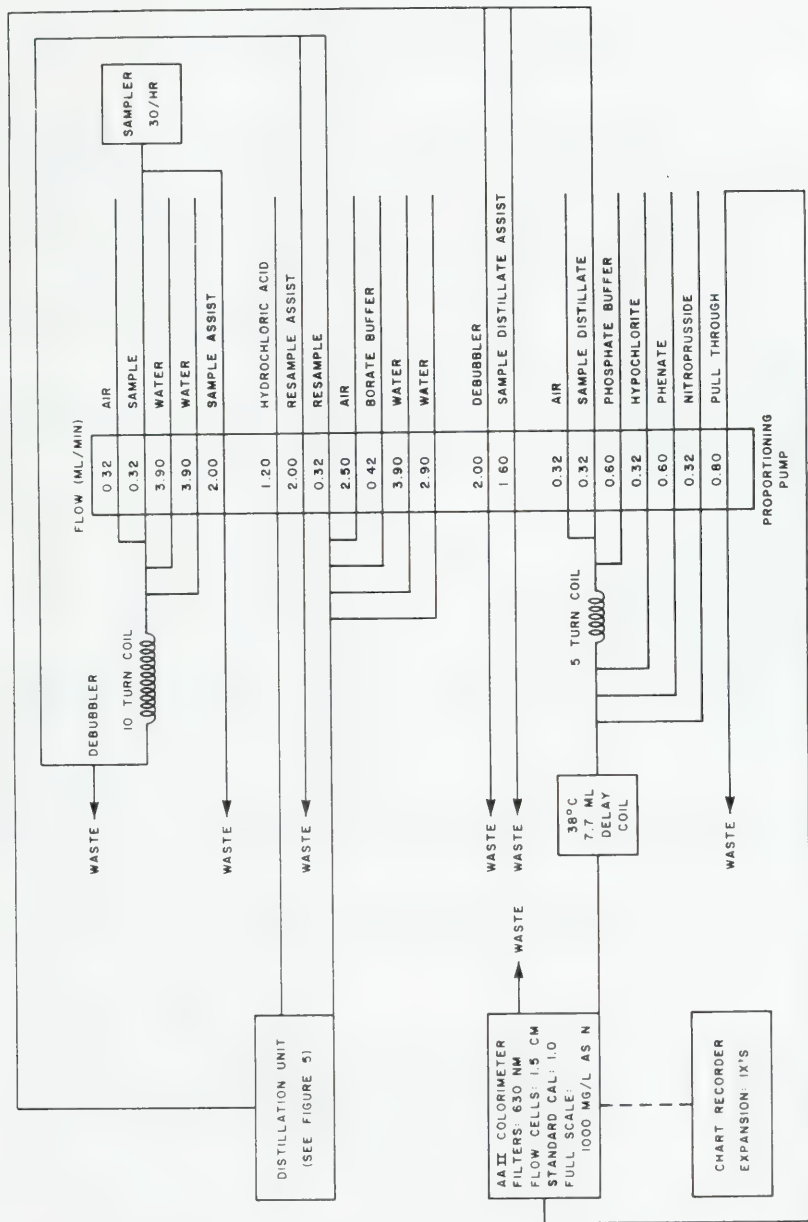 SAMPLER
30/HR
FLOW (ML/MIN)
0.32 AIR
0.32 SAMPLE
3.90 WATER
3.90 WATER
2.00 SAMPLE ASSIST
1.20 HYDROCHLORIC ACID
2.00 RESAMPLE ASSIST
0.32 RESAMPLE
2.50 AIR
0.42 BORATE BUFFER
3.90 WATER
2.90 WATER
2.00 DEBUBBLER
1.60 SAMPLE DISTILLATE ASSIST
0.32 AIR
0.32 SAMPLE DISTILLATE
0.60 PHOSPHATE BUFFER
0.32 HYPOCHLORITE
0.60 PHENATE
0.32 NITROPRUSSIDE
0.80 PULL THROUGH
PROPORTIONING
PUMP
10 TURN COIL
DEBUBBLER
WASTE
WASTE
WASTE
WASTE
WASTE
5 TURN COIL
38°C
7.7 ML
DELAY
COIL
WASTE
WASTE
DISTILLATION UNIT
(SEE FIGURE 5)
AAII COLORIMETER
FILTERS: 630 NM
FLOW CELLS: 1.5 CM
STANDARD CAL: 1.0
FULL SCALE:
1000 MG/L AS N
CHART RECORDER
EXPANSION: 1X'S